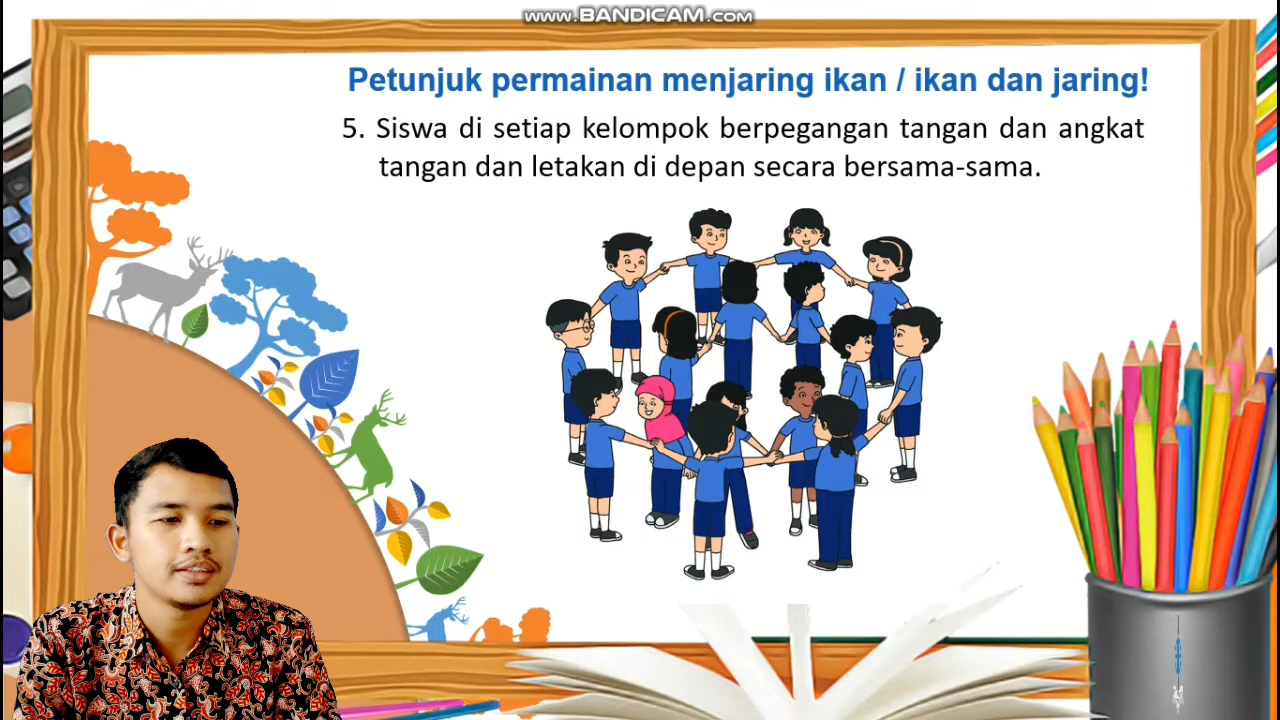 www.BANDICAM.com
Petunjuk permainan menjaring ikan / ikan dan jaring!
5. Siswa di setiap kelompok berpegangan tangan dan angkat
tangan dan letakan di depan secara bersama-sama.